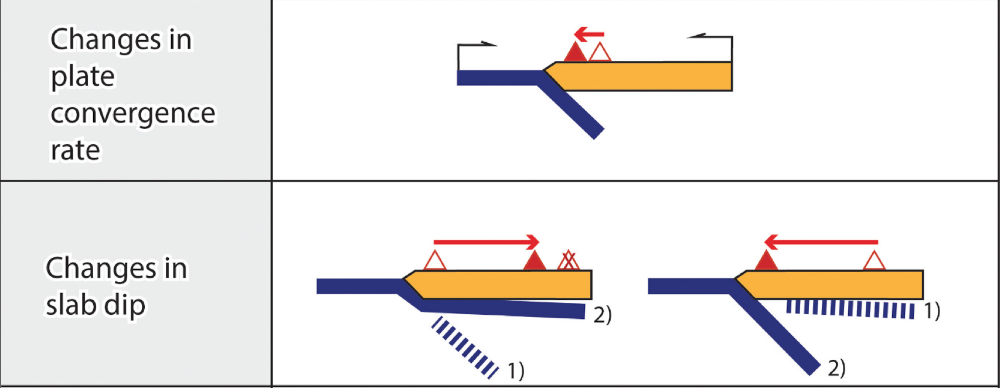 Changes in
plate
convergence
rate
Changes in
slab dip
2)
1)
1)
2)